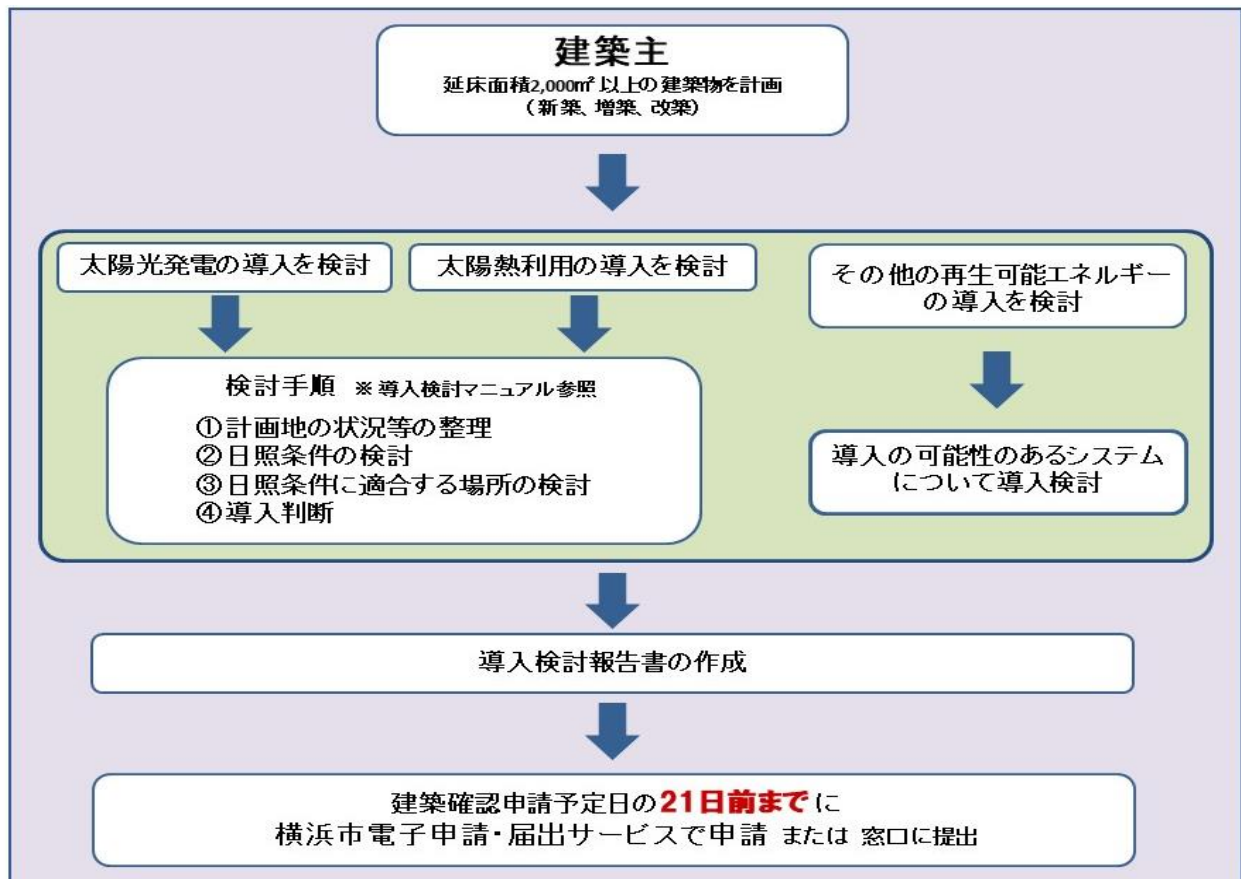 建築主
延床面積2,000㎡以上の建築物を計画
（新築、増築、改築）
太陽光発電の導入を検討
太陽熱利用の導入を検討
その他の再生可能エネルギー
の導入を検討
検討手順 ※導入検討マニュアル参照
①計画地の状況等の整理
②日照条件の検討
③日照条件に適合する場所の検討
④導入判断
導入の可能性のあるシステム
について導入検討
導入検討報告書の作成
建築確認申請予定日の21日前までに
横浜市電子申請・届出サービスで申請 または 窓口に提出